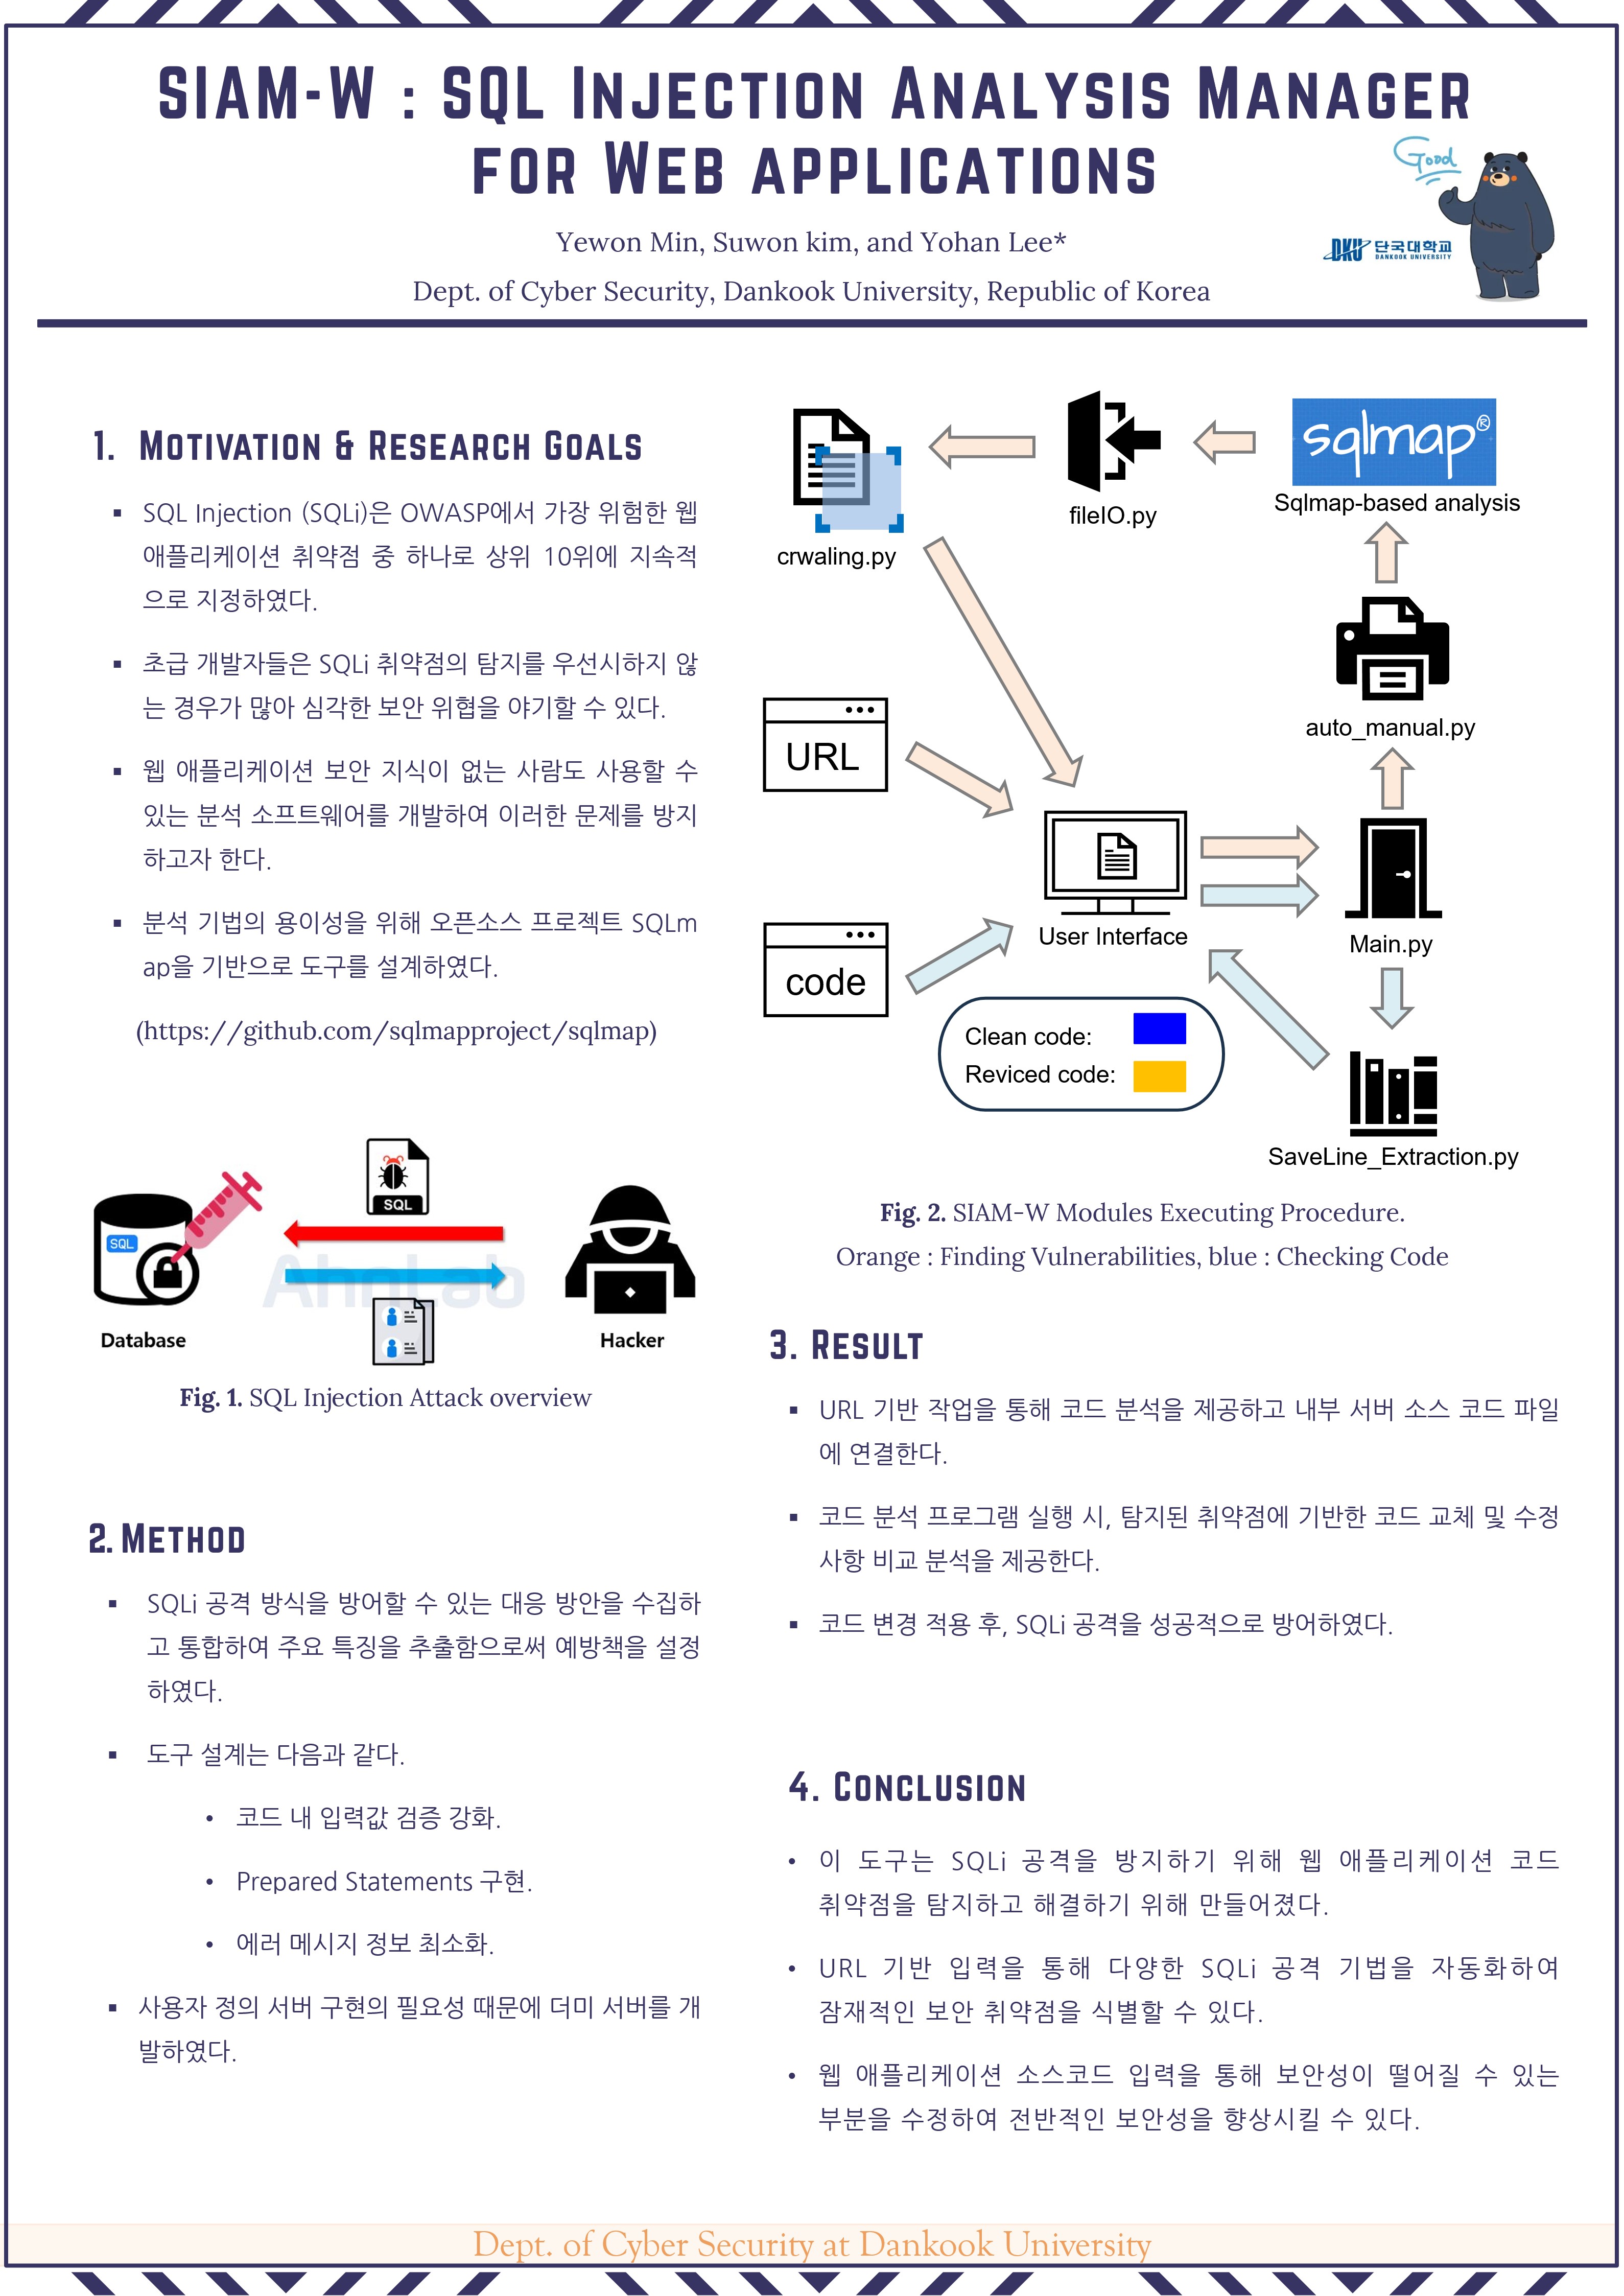 SIAM-W : SQL Injection Analysis Manager
for Web applications
Good
Yewon Min, Suwon kim, and Yohan Lee*
DKU 단국대학교
DANKOOK UNIVERSITY
Dept. of Cyber Security, Dankook University, Republic of Korea
1. Motivation & Research Goals
▪ SQL Injection (SQLi)은 OWASP에서 가장 위험한 웹
애플리케이션 취약점 중 하나로 상위 10위에 지속적
으로 지정하였다.
▪ 초급 개발자들은 SQLi 취약점의 탐지를 우선시하지 않
는 경우가 많아 심각한 보안 위협을 야기할 수 있다.
▪ 웹 애플리케이션 보안 지식이 없는 사람도 사용할 수
있는 분석 소프트웨어를 개발하여 이러한 문제를 방지
하고자 한다.
▪ 분석 기법의 용이성을 위해 오픈소스 프로젝트 SQLm
ap을 기반으로 도구를 설계하였다.
(https://github.com/sqlmapproject/sqlmap)
SQL
SQL
AhnLab
Database
Hacker
Fig. 1. SQL Injection Attack overview
2. Method
▪ SQLi 공격 방식을 방어할 수 있는 대응 방안을 수집하
고 통합하여 주요 특징을 추출함으로써 예방책을 설정
하였다.
▪ 도구 설계는 다음과 같다.
• 코드 내 입력값 검증 강화.
• Prepared Statements 구현.
• 에러 메시지 정보 최소화.
▪ 사용자 정의 서버 구현의 필요성 때문에 더미 서버를 개
발하였다.
sqlmap®
Sqlmap-based analysis
fileIO.py
crwaling.py
auto_manual.py
URL
User Interface
Main.py
code
Clean code:
Reviced code:
SaveLine_Extraction.py
Fig. 2. SIAM-W Modules Executing Procedure.
Orange : Finding Vulnerabilities, blue : Checking Code
3. Result
▪ URL 기반 작업을 통해 코드 분석을 제공하고 내부 서버 소스 코드 파일
에 연결한다.
▪ 코드 분석 프로그램 실행 시, 탐지된 취약점에 기반한 코드 교체 및 수정
사항 비교 분석을 제공한다.
▪ 코드 변경 적용 후, SQLi 공격을 성공적으로 방어하였다.
4. Conclusion
• 이 도구는 SQLi 공격을 방지하기 위해 웹 애플리케이션 코드
취약점을 탐지하고 해결하기 위해 만들어졌다.
• URL 기반 입력을 통해 다양한 SQLi 공격 기법을 자동화하여
잠재적인 보안 취약점을 식별할 수 있다.
• 웹 애플리케이션 소스코드 입력을 통해 보안성이 떨어질 수 있는
부분을 수정하여 전반적인 보안성을 향상시킬 수 있다.
Dept. of Cyber Security at Dankook University